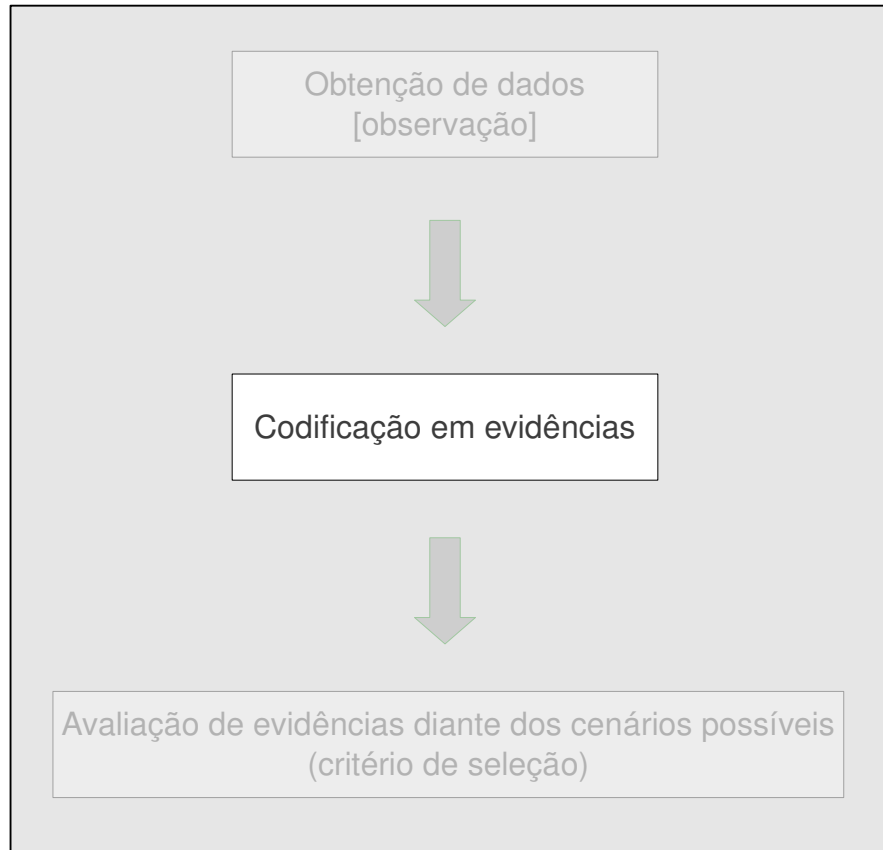 Obtenção de dados
[observação]
Codificação em evidências
Avaliação de evidências diante dos cenários possíveis
(critério de seleção)